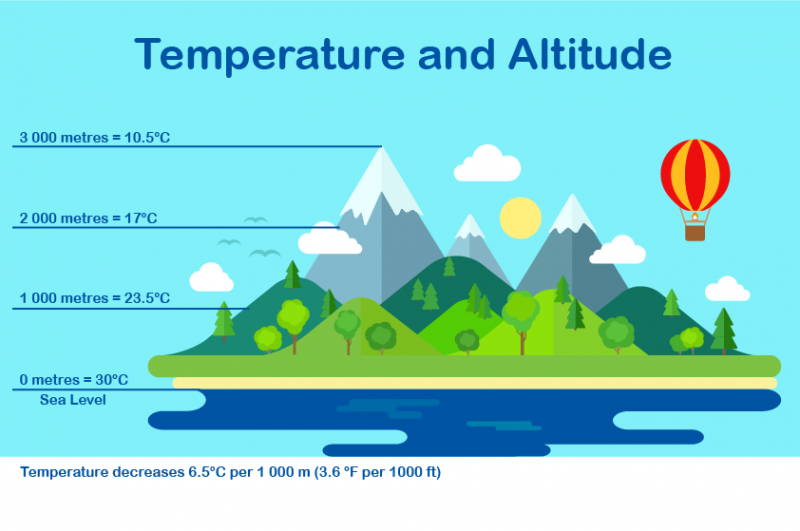 Temperature and Altitude
3 000 metres = 10.5°C
2 000 metres = 17°C
1 000 metres = 23.5°C
0 metres = 30°C
Sea Level
Temperature decreases 6.5°C per 1 000 m (3.6 °F per 1000 ft)